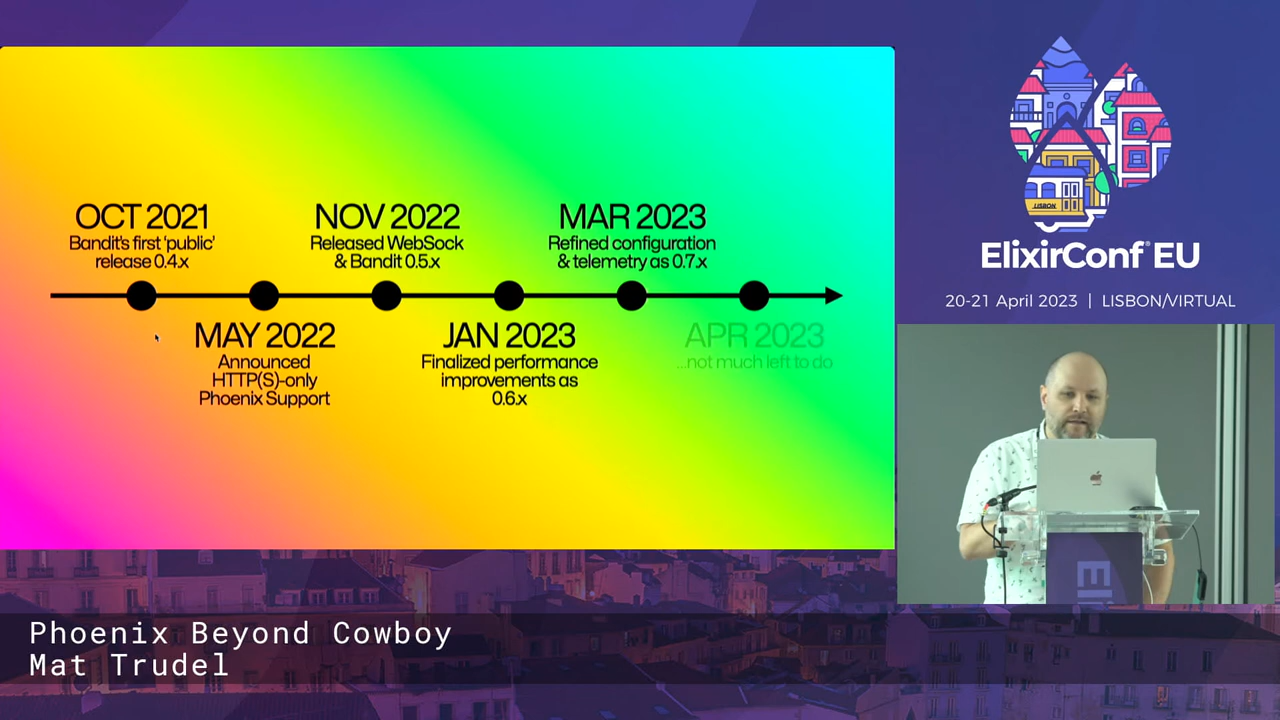 OCT 2021
Bandit's first 'public'
release 0.4.x
NOV 2022
Released WebSock
& Bandit 0.5.x
MAR 2023
Refined configuration
& telemetry as 0.7.x
MAY 2022
Announced
HTTP(S)-only
Phoenix Support
JAN 2023
Finalized performance
improvements as
0.6.x
APR 2023
...not much left to do
LISBON
ElixirConf® EU
20-21 April 2023 | LISBON/VIRTUAL
Phoenix Beyond Cowboy
Mat Trudel